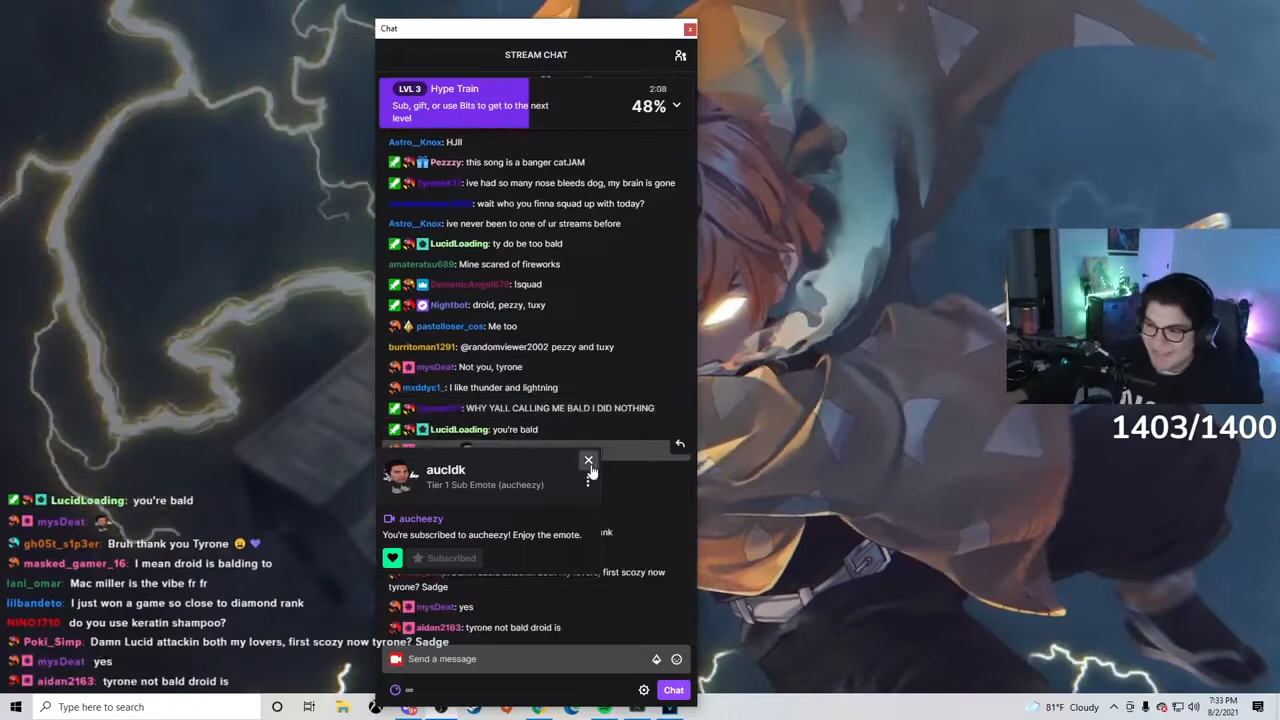 Chat
x
STREAM CHAT
LVL 3 Hype Train
2:08
Sub, gift, or use Bits to get to the next
level
48%
Astro__Knox: HJII
Pezzzy: this song is a banger catJAM
: ive had so many nose bleeds dog, my brain is gone
: wait who you finna squad up with today?
Astro__Knox: ive never been to one of ur streams before
LucidLoading: ty do be too bald
amateratsu689: Mine scared of fireworks
DemonicAngel676: !squad
Nightbot: droid, pezzy, tuxy
pastelloser_cos: Me too
burritoman1291: @randomviewer2002 pezzy and tuxy
mysDeat: Not you, tyrone
mxddyc1_: I like thunder and lightning
: WHY YALL CALLING ME BALD I DID NOTHING
LucidLoading: you're bald
aucldk
Tier 1 Sub Emote (aucheezy)
aucheezy
You're subscribed to aucheezy! Enjoy the emote.
Subscribed
first scozy now
tyrone? Sadge
mysDeat: yes
aidan2163: tyrone not bald droid is
Send a message
Chat
LucidLoading: you're bald
mysDeat:
gh05t_s1p3er: Bruh thank you Tyrone
masked_gamer_16: I mean droid is balding to
lanl_omar: Mac miller is the vibe fr fr
lilbandeto: I just won a game so close to diamond rank
NINO1710: do you use keratin shampoo?
Poki_Simp: Damn Lucid attackin both my lovers, first scozy now tyrone? Sadge
mysDeat: yes
aidan2163: tyrone not bald droid is
1403/1400
Type here to search
81°F Cloudy
7:33 PM
8/2/2021